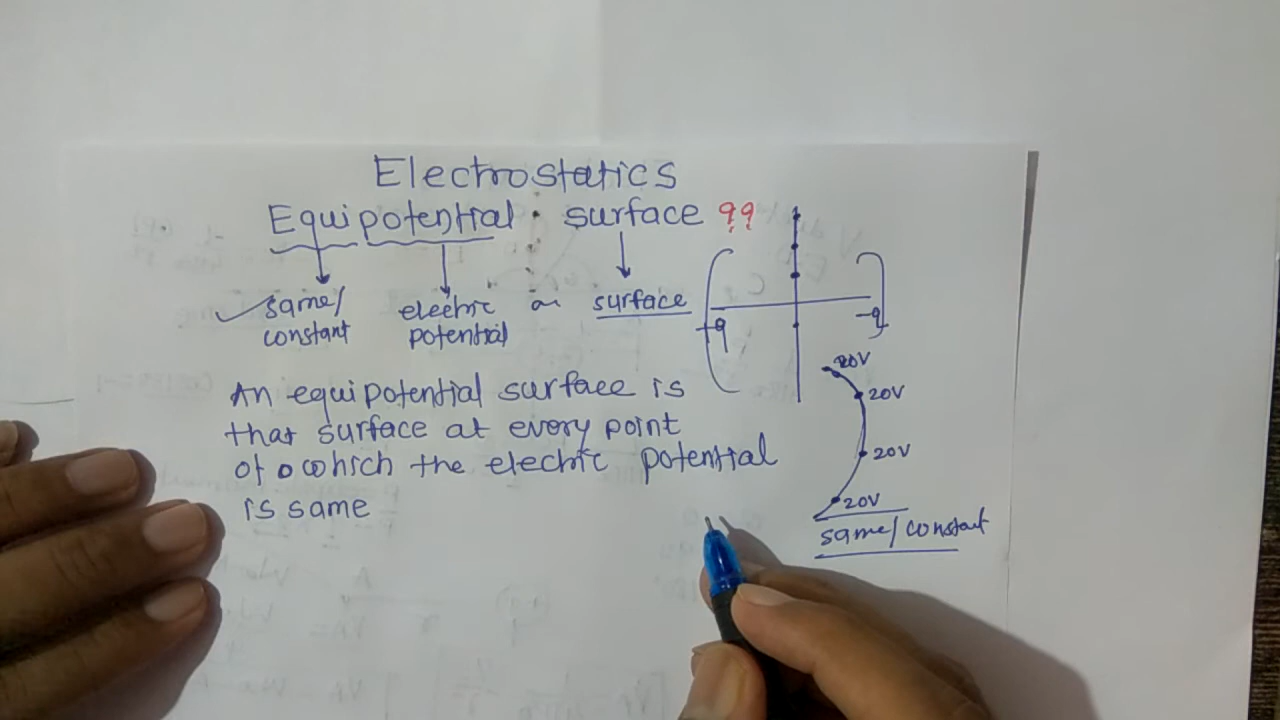 Electrostatics
Equipotential surface ??
same/ constant
electric potential
on
surface
+q
-q
An equipotential surface is
that surface at every point
of which the electric potential
is same
20V
20V
20V
20V
same/constant